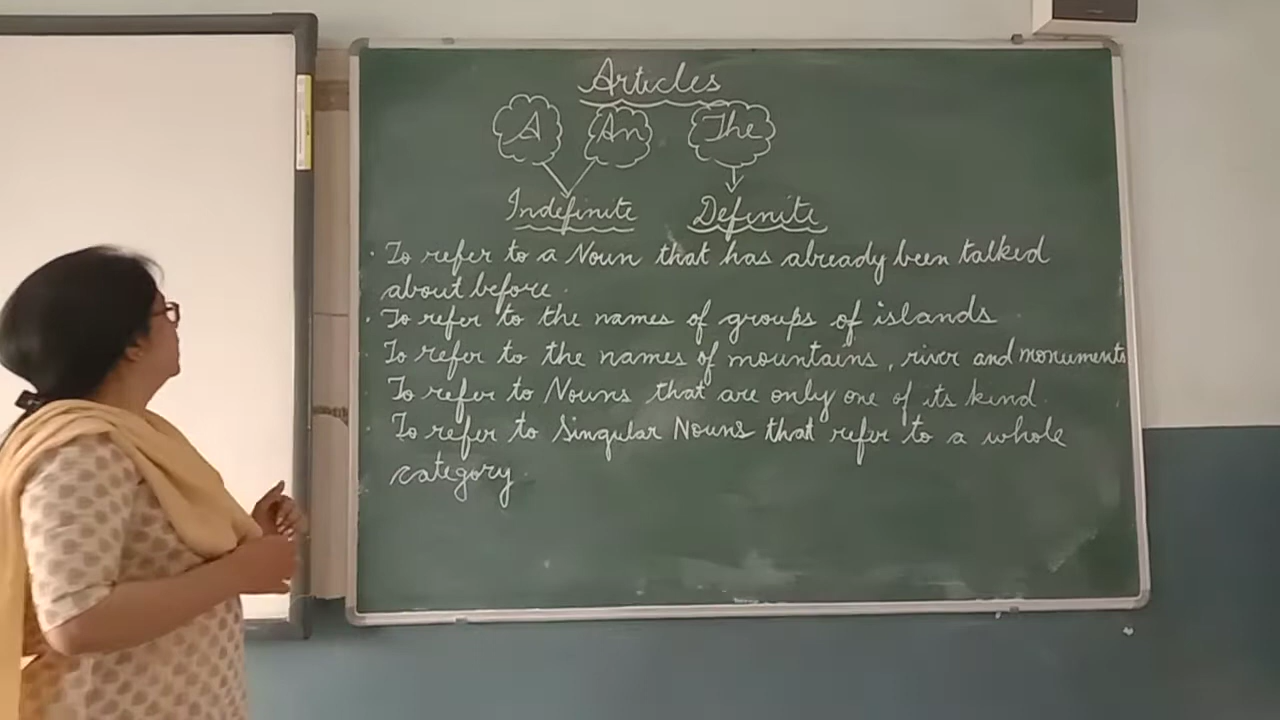 Articles
A An The
Indefinite Definite
· To refer to a Noun that has already been talked
about before.
· To refer to the names of groups of islands
To refer to the names of mountains, river and monuments
To refer to Nouns that are only one of its kind.
To refer to Singular Nouns that refer to a whole
category.